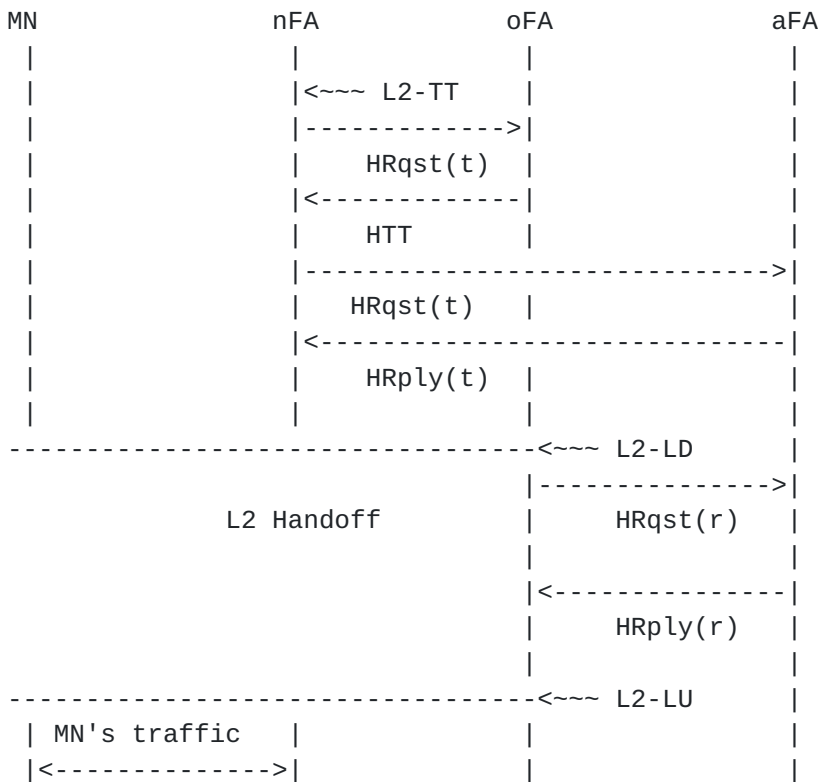 MN nFA oFA aFA
| | | |
| |<~~~ L2-TT | |
| |------------->| |
| | HRqst(t) | |
| |<-------------| |
| | HTT | |
| |------------------------------>|
| | HRqst(t) | |
| |<------------------------------|
| | HRply(t) | |
| | | |
----------------------------------<~~~ L2-LD |
|--------------->|
L2 Handoff | HRqst(r) |
| |
|<---------------|
| HRply(r) |
| |
----------------------------------<~~~ L2-LU |
| MN's traffic | | |
|<-------------->| | |